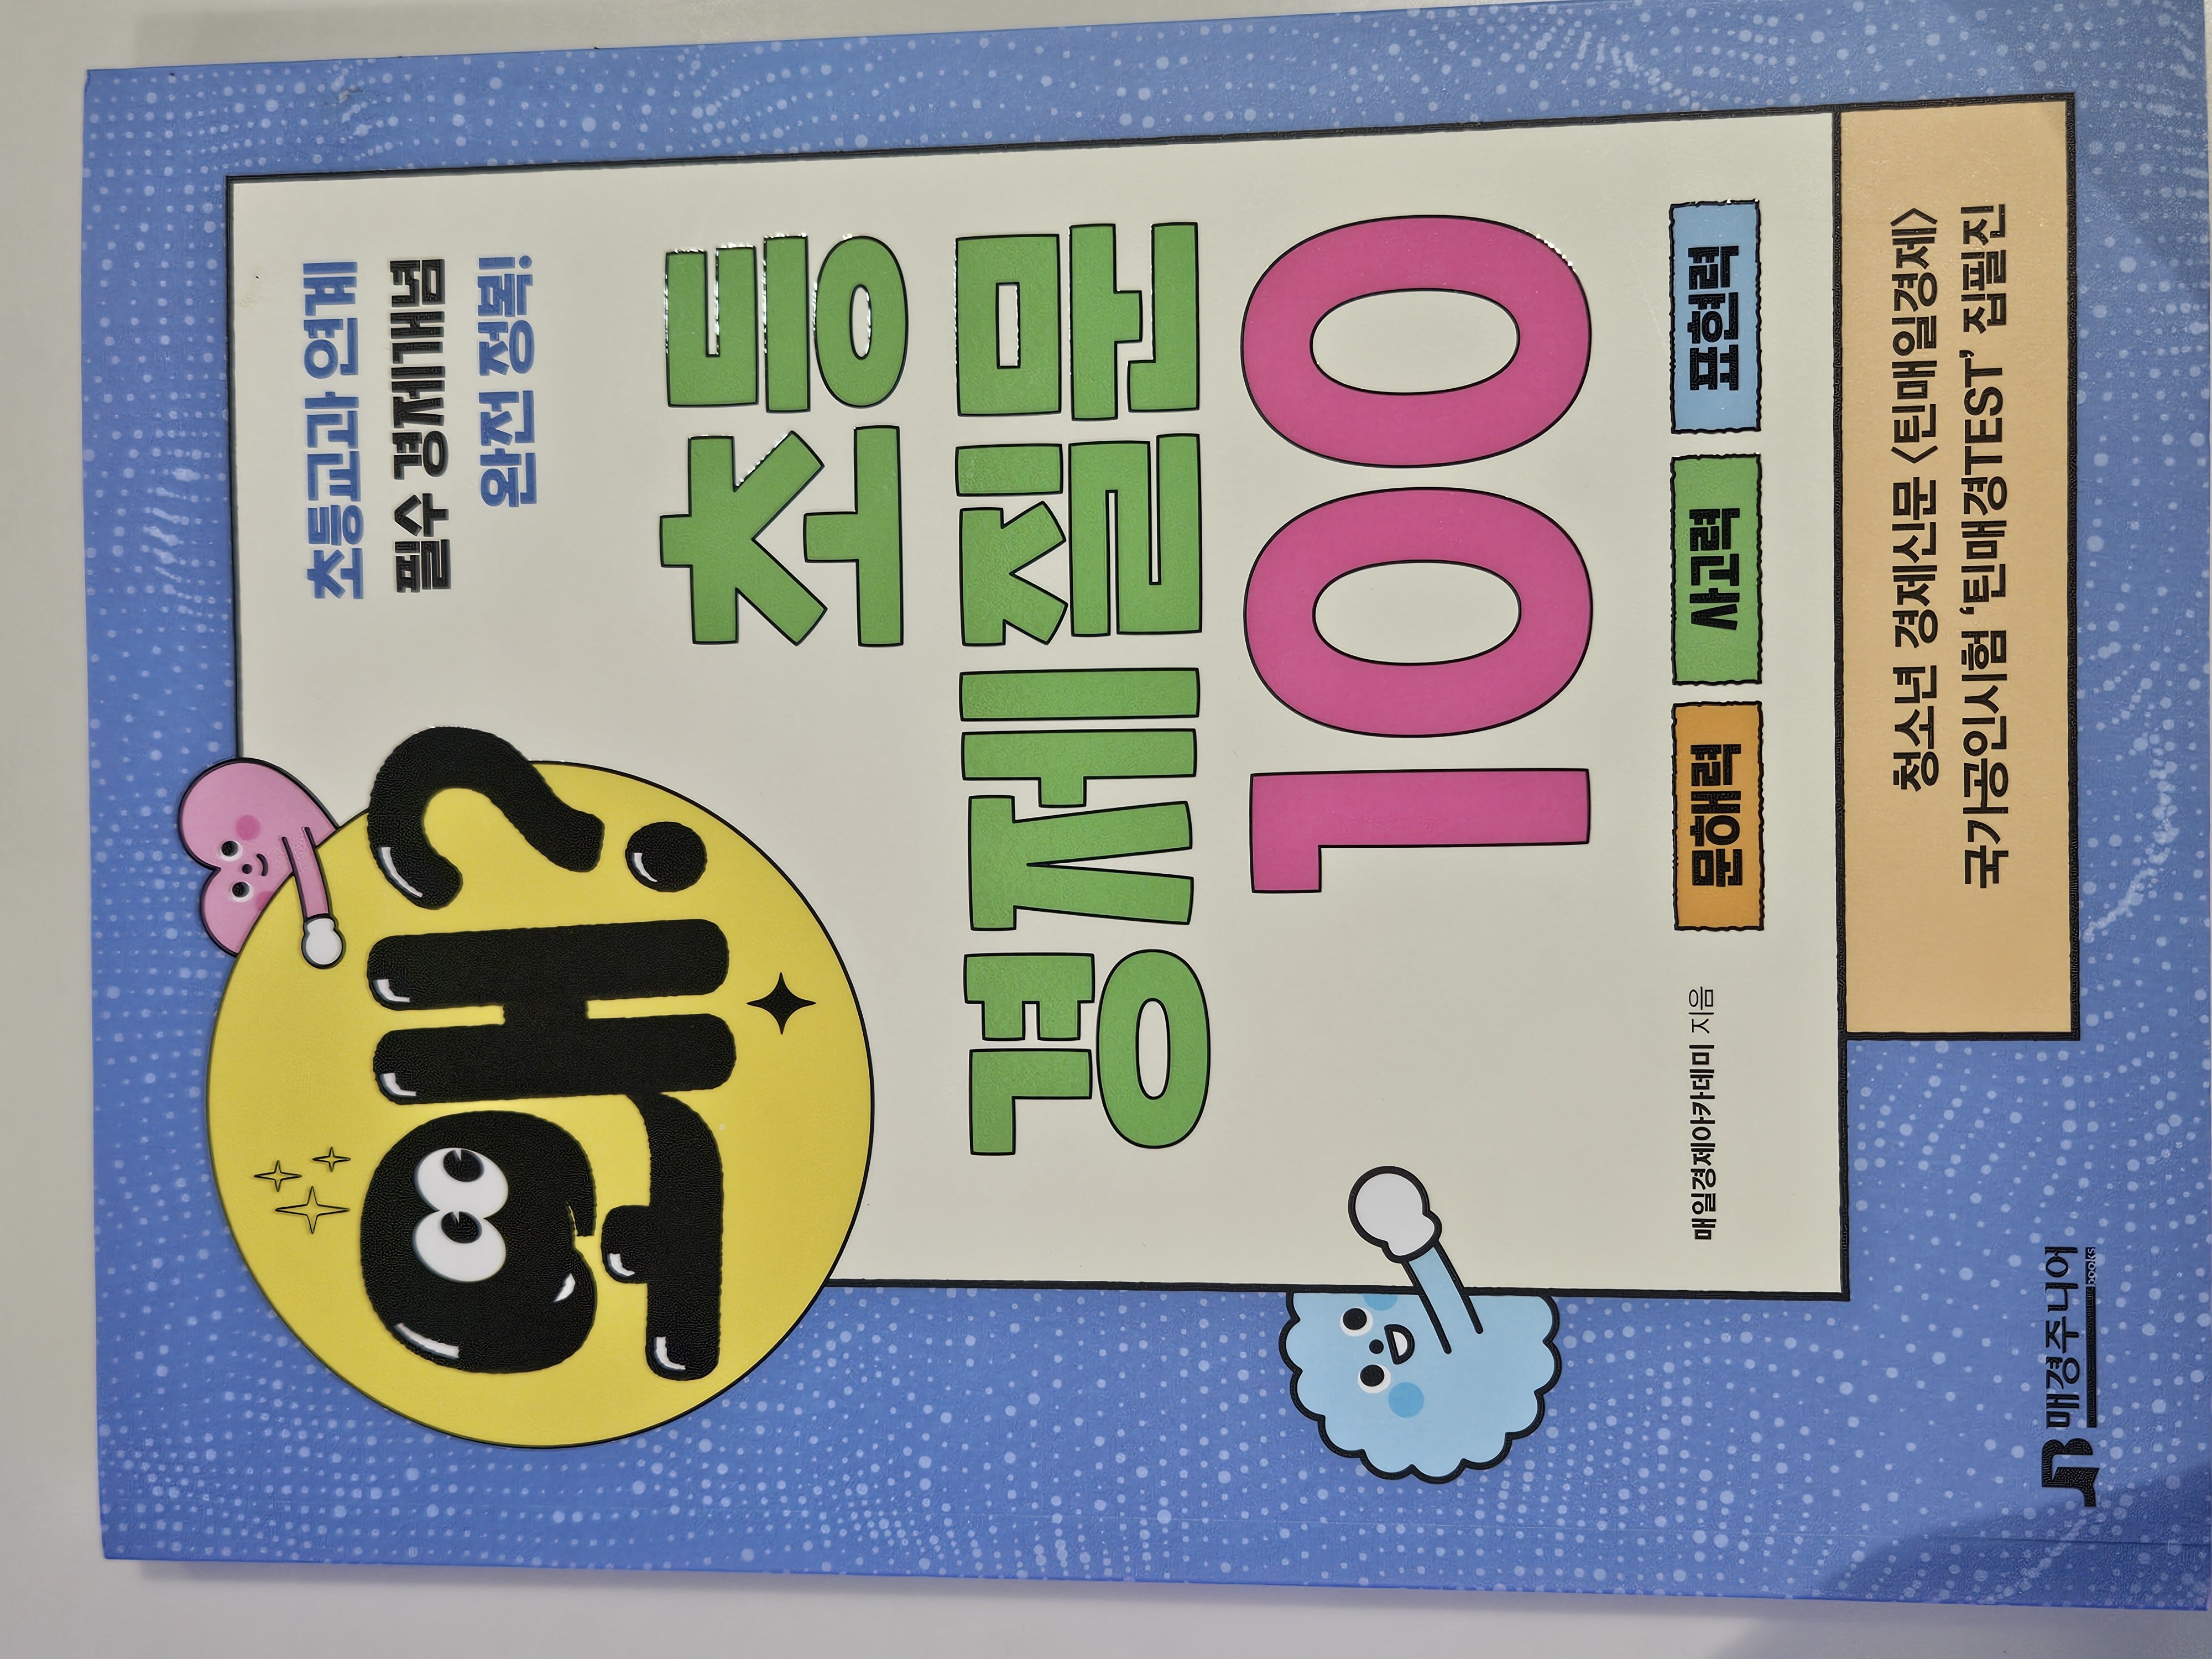 초등교과 연계
필수 경제개념
완전 정복!
왜?
초등
경제질문
100
매일경제아카데미 지음
문해력 사고력 표현력
청소년 경제신문 <틴매일경제>
국가공인시험 '틴매경TEST' 집필진
매경주니어
books